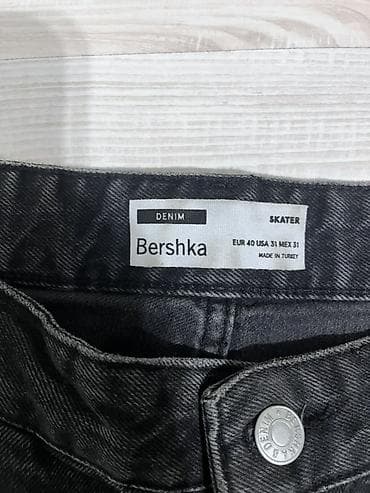 DENIM
SKATER
Bershka
EUR 40 USA 31 MEX 31
MADE IN TURKEY